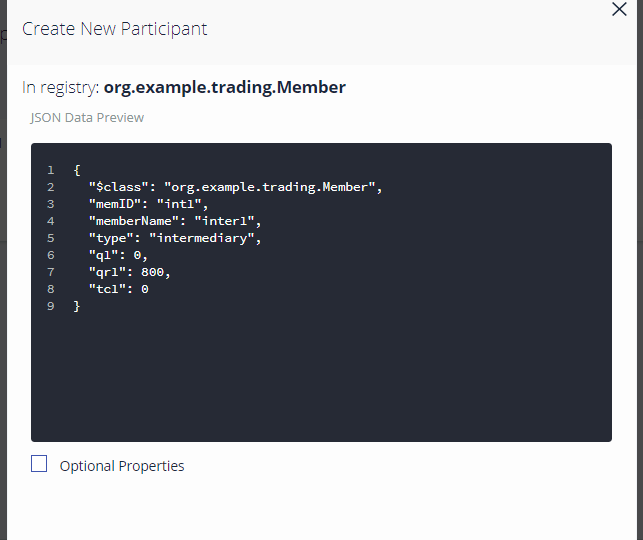 Create New Participant
In registry: org.example.trading.Member
JSON Data Preview
1 {
2   "$class": "org.example.trading.Member",
3   "memID": "int1",
4   "memberName": "inter1",
5   "type": "intermediary",
6   "ql": 0,
7   "qrl": 800,
8   "tcl": 0
9 }
Optional Properties